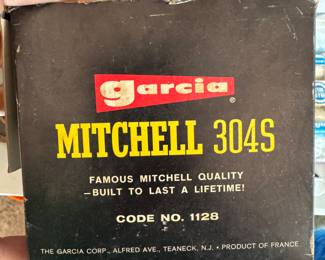 garcia ®
MITCHELL 304S
FAMOUS MITCHELL QUALITY
—BUILT TO LAST A LIFETIME!
CODE NO. 1128
THE GARCIA CORP., ALFRED AVE., TEANECK, N.J. • PRODUCT OF FRANCE